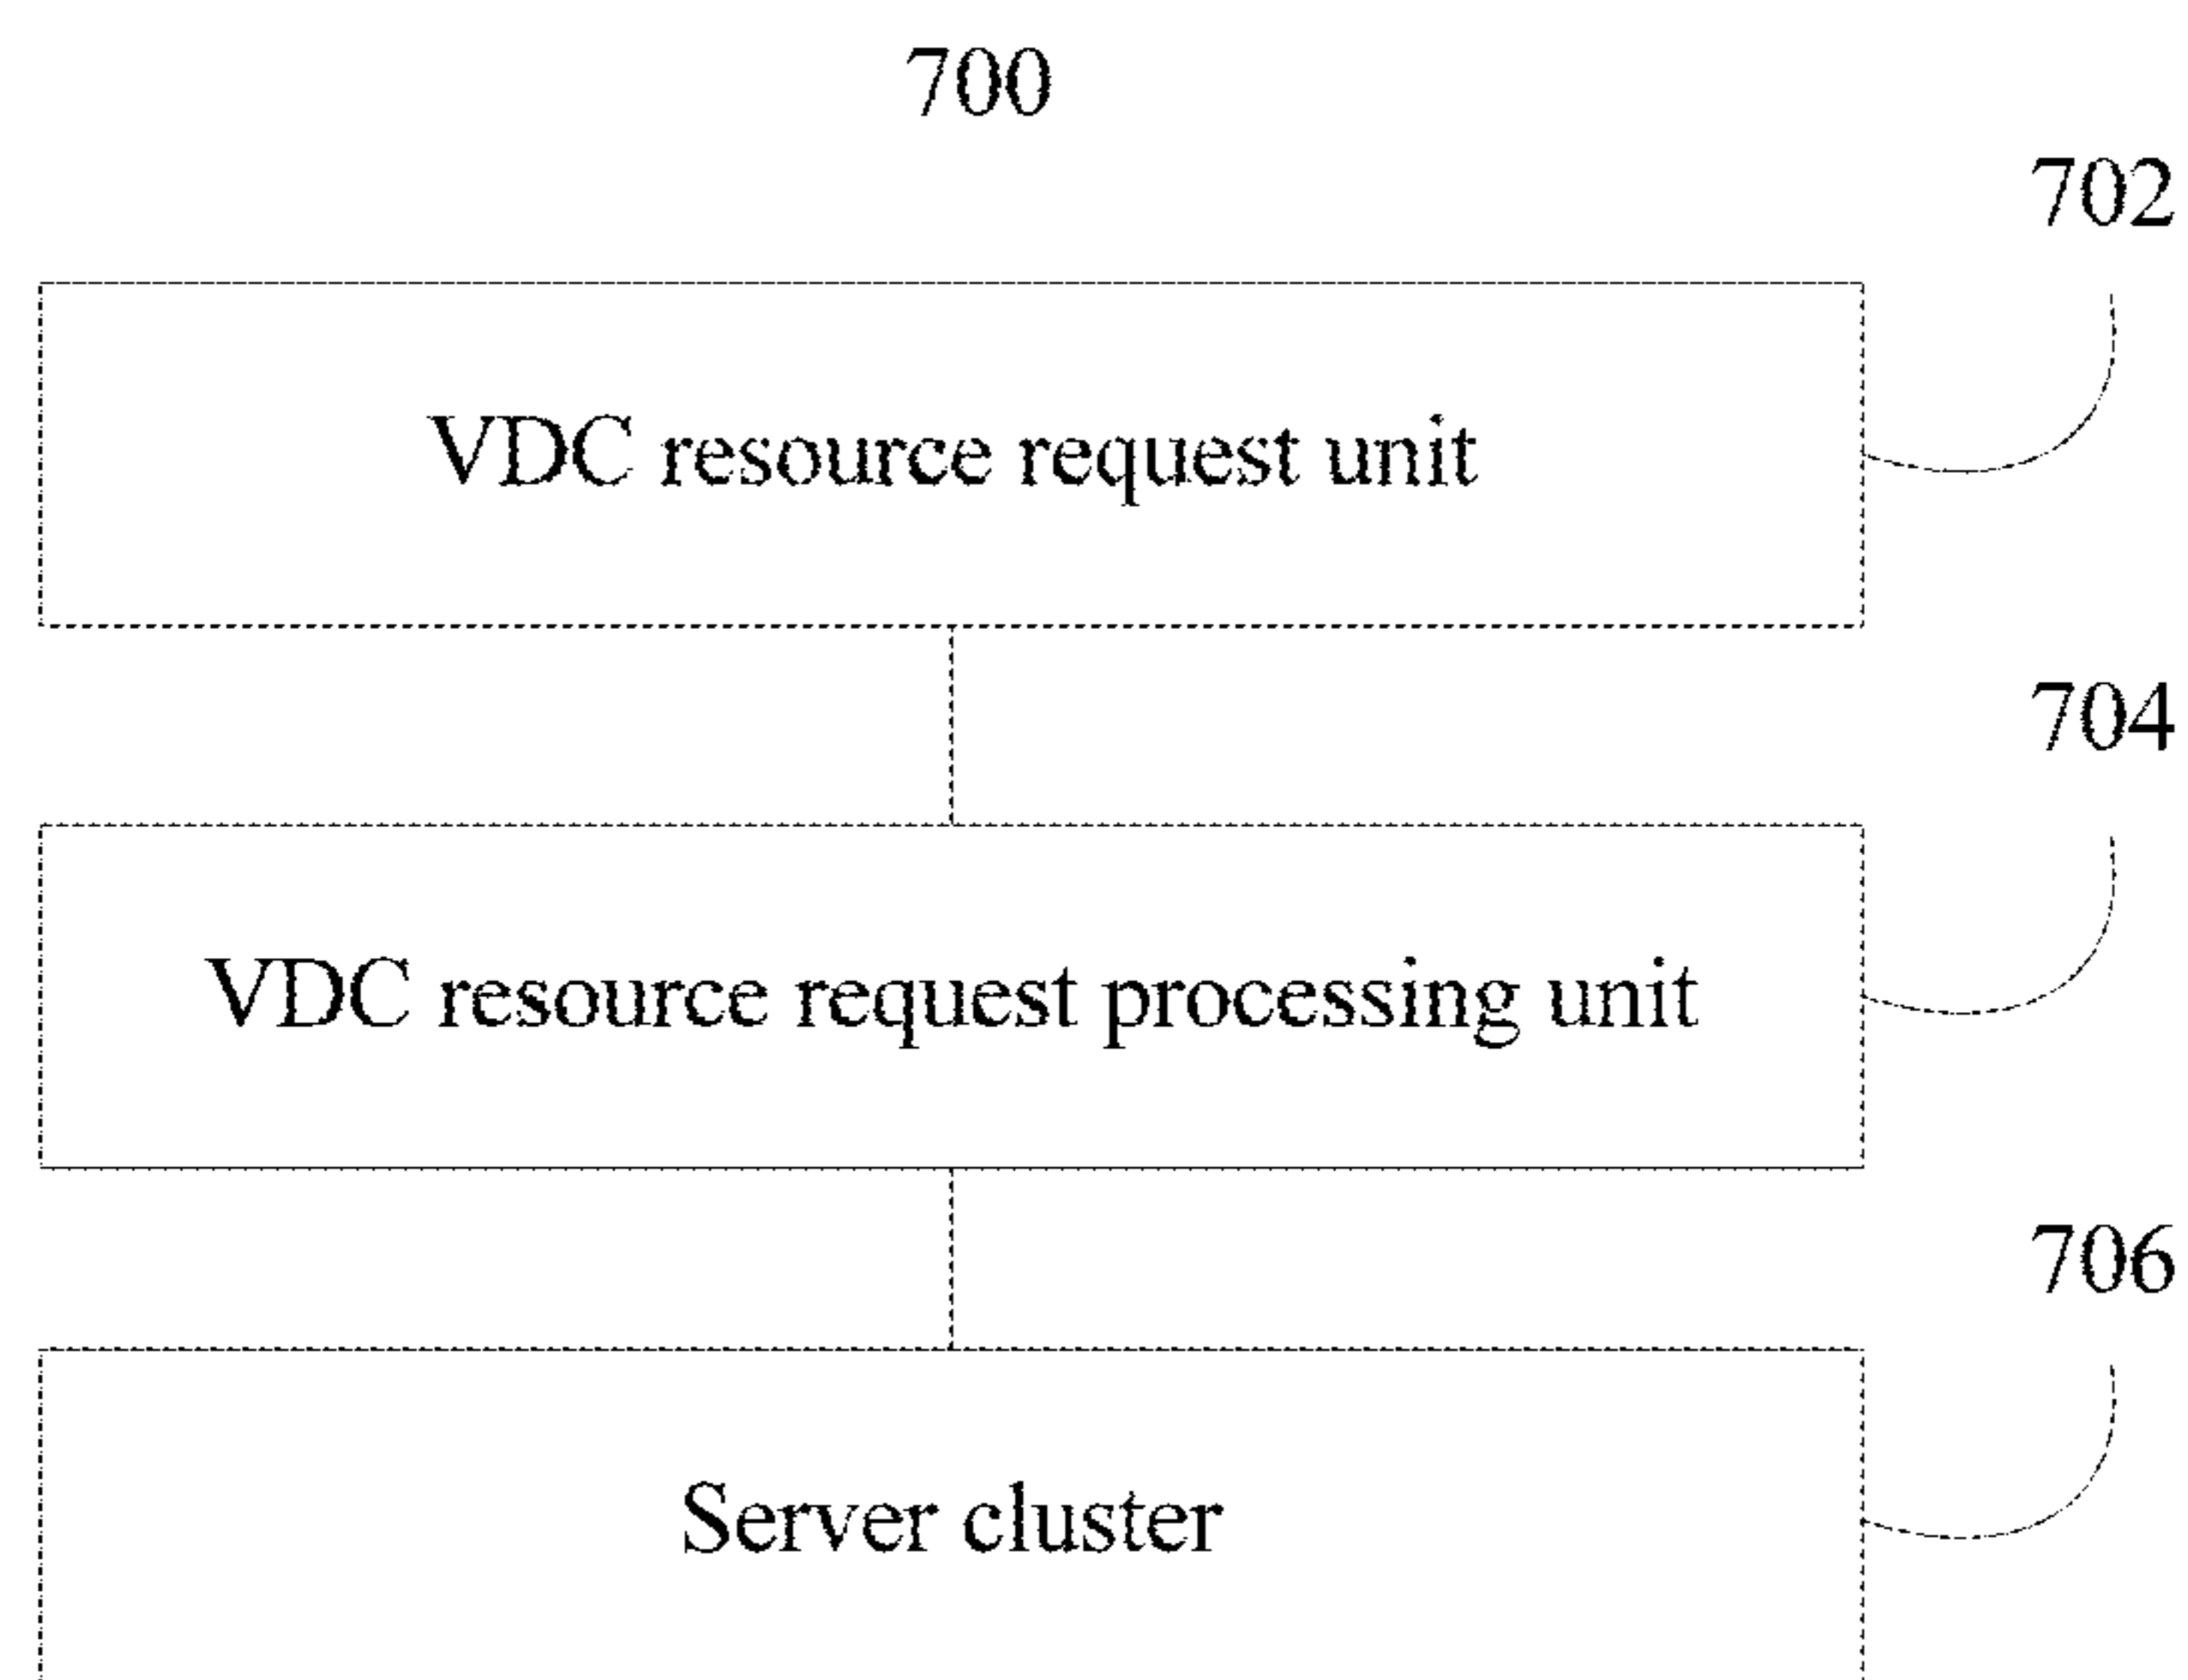 700
702
VDC resource request unit
704
VDC resource request processing unit
706
Server cluster